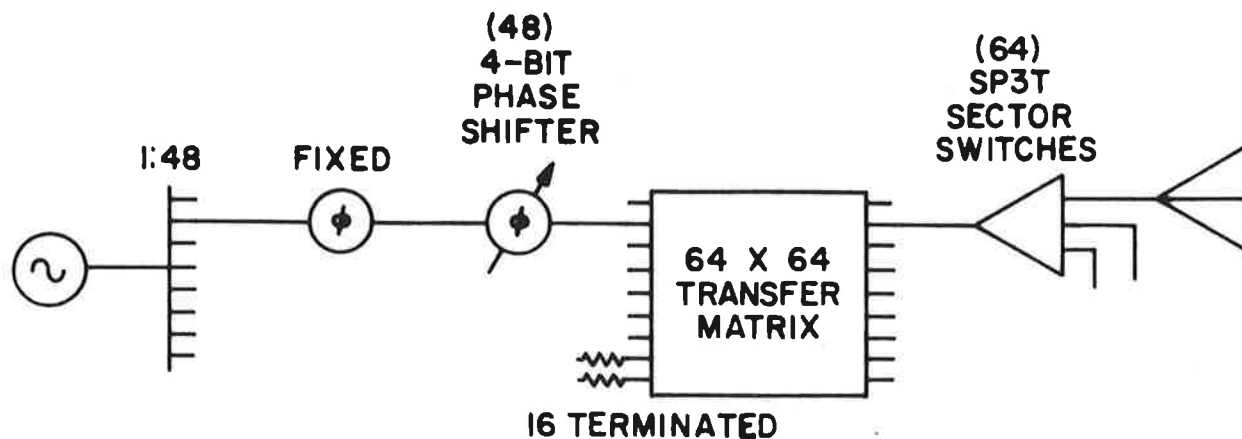 (48)
4-BIT
PHASE
SHIFTER
(64)
SP3T
SECTOR
SWITCHES
1:48
FIXED
ϕ
ϕ
64 X 64
TRANSFER
MATRIX
16 TERMINATED